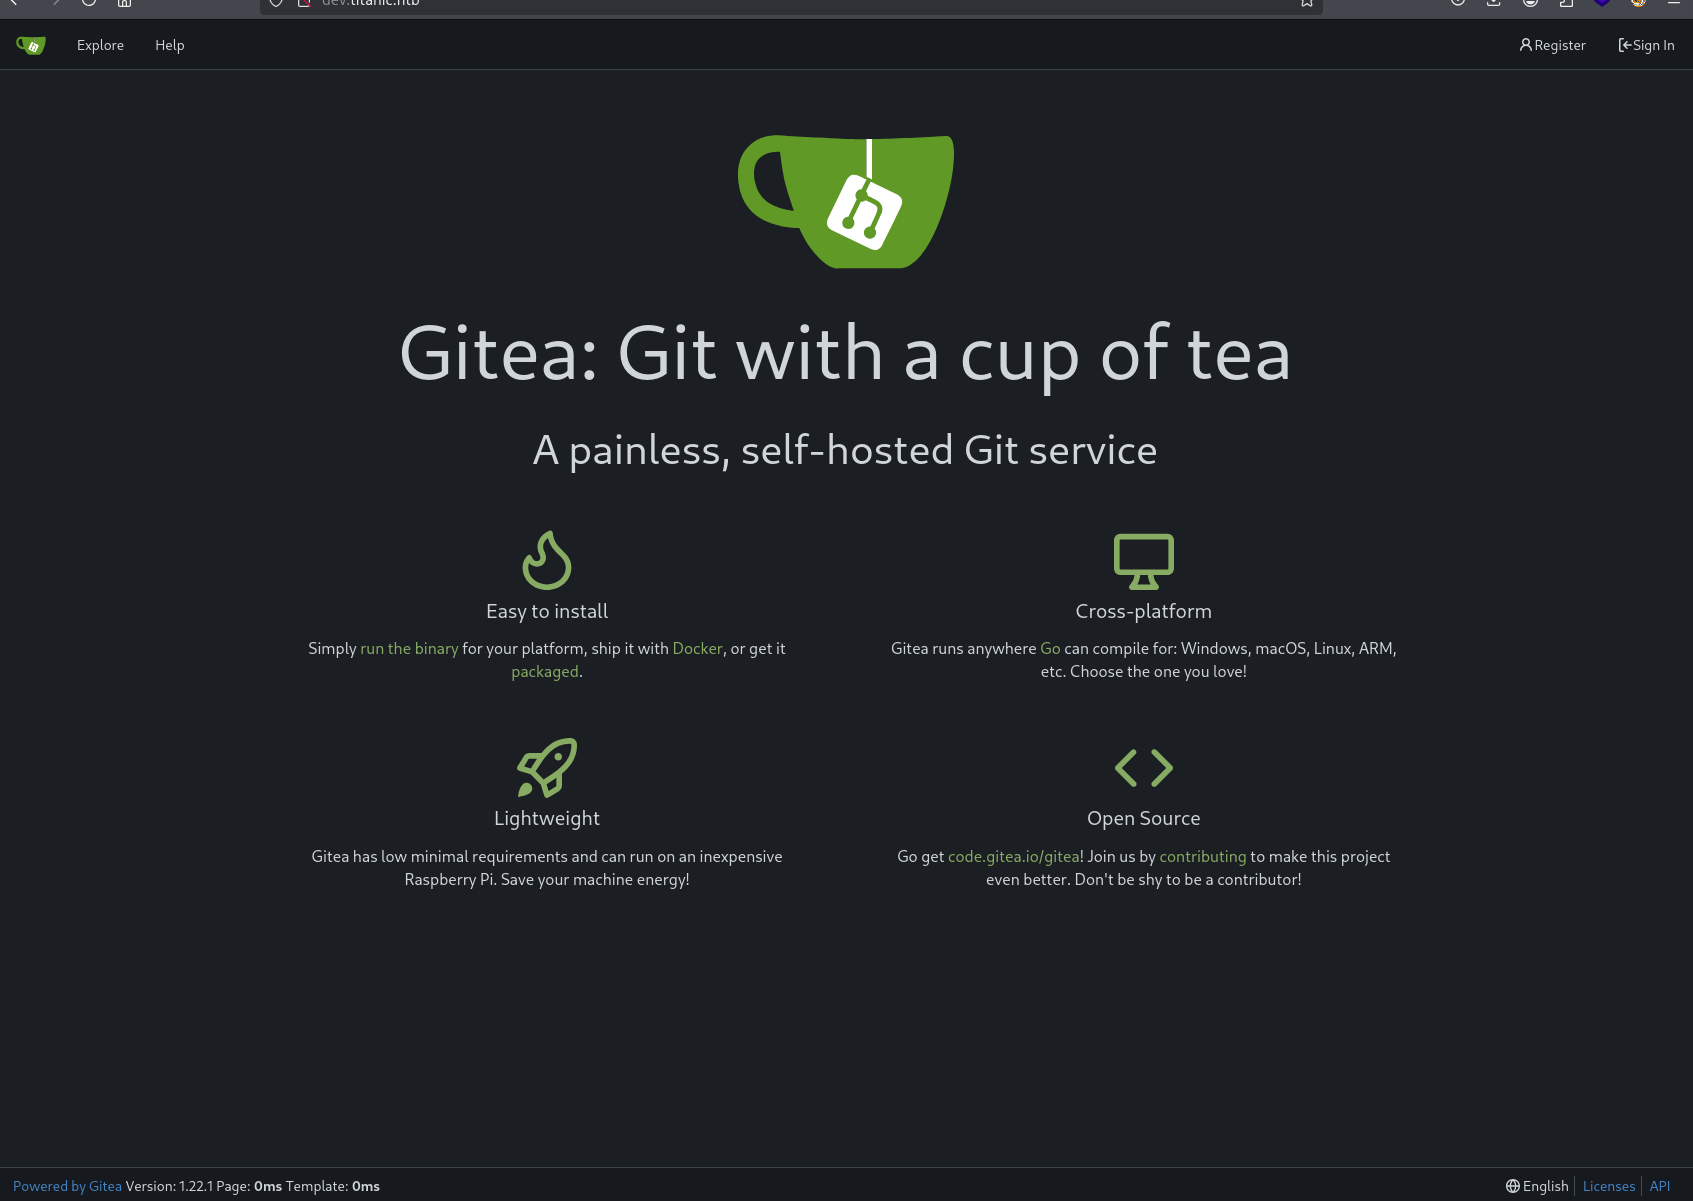 dev.titanic.htb
Explore Help Register Sign In
Gitea: Git with a cup of tea
A painless, self-hosted Git service
Easy to install
Simply run the binary for your platform, ship it with Docker, or get it
packaged.
Cross-platform
Gitea runs anywhere Go can compile for: Windows, macOS, Linux, ARM,
etc. Choose the one you love!
Lightweight
Gitea has low minimal requirements and can run on an inexpensive
Raspberry Pi. Save your machine energy!
Open Source
Go get code.gitea.io/gitea! Join us by contributing to make this project
even better. Don't be shy to be a contributor!
Powered by Gitea Version: 1.22.1 Page: 0ms Template: 0ms English Licenses API